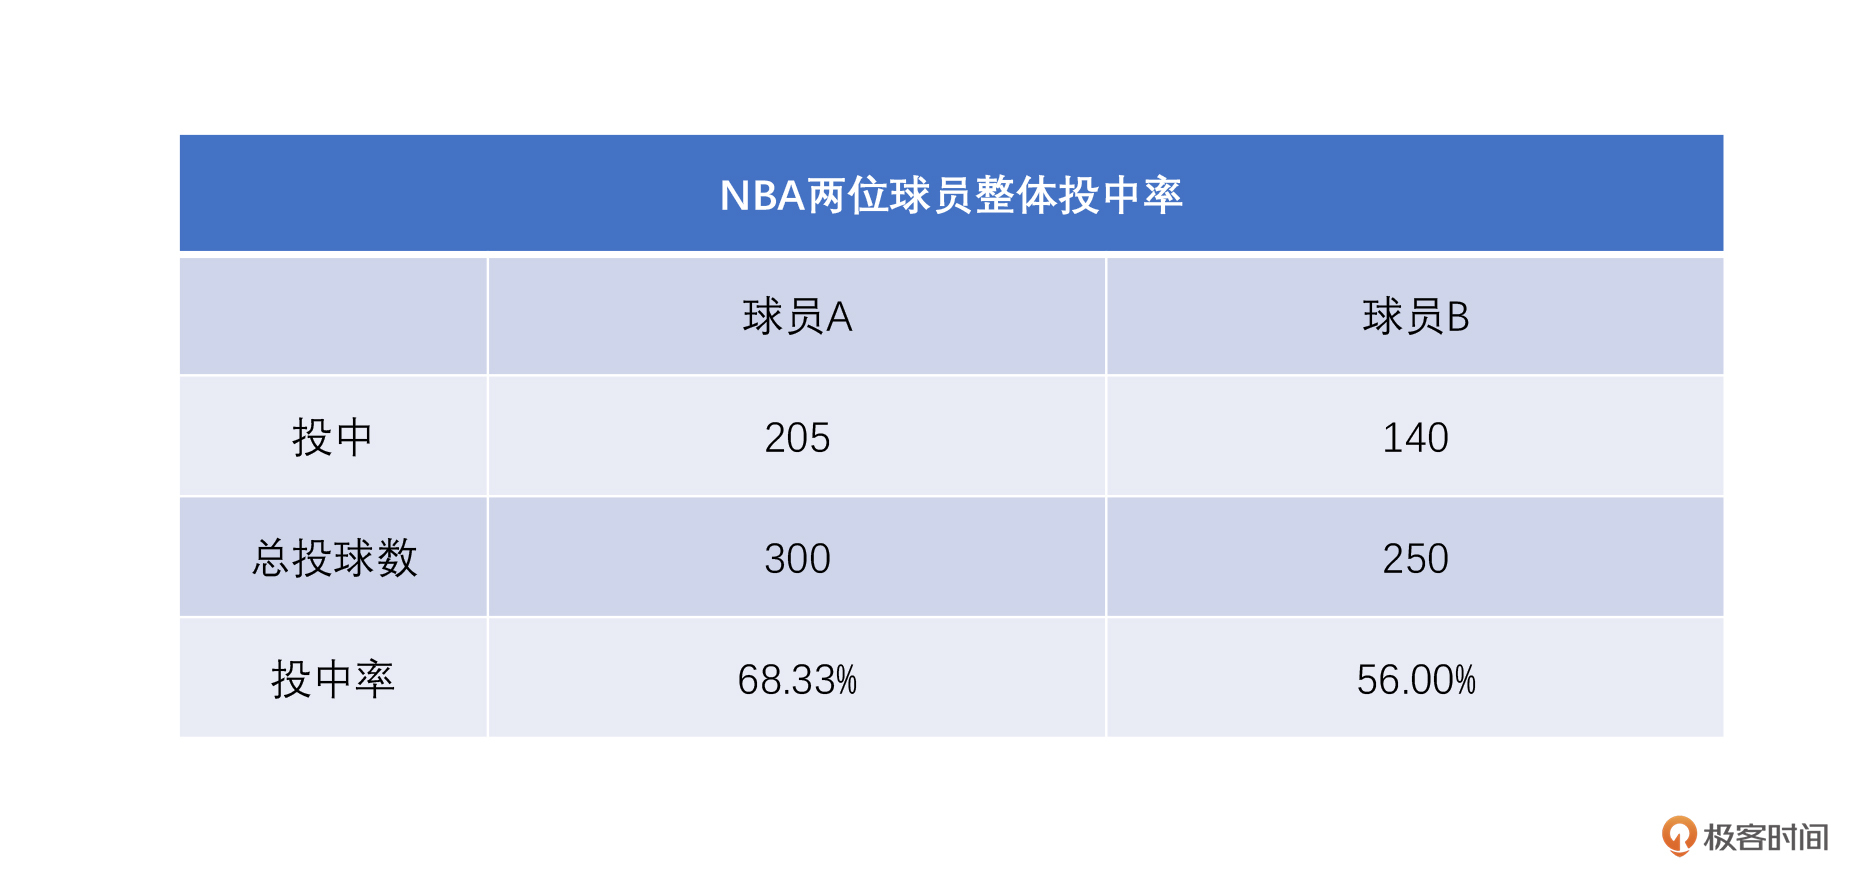 NBA两位球员整体投中率
球员A 球员B
投中 205 140
总投球数 300 250
投中率 68.33% 56.00%
极客时间